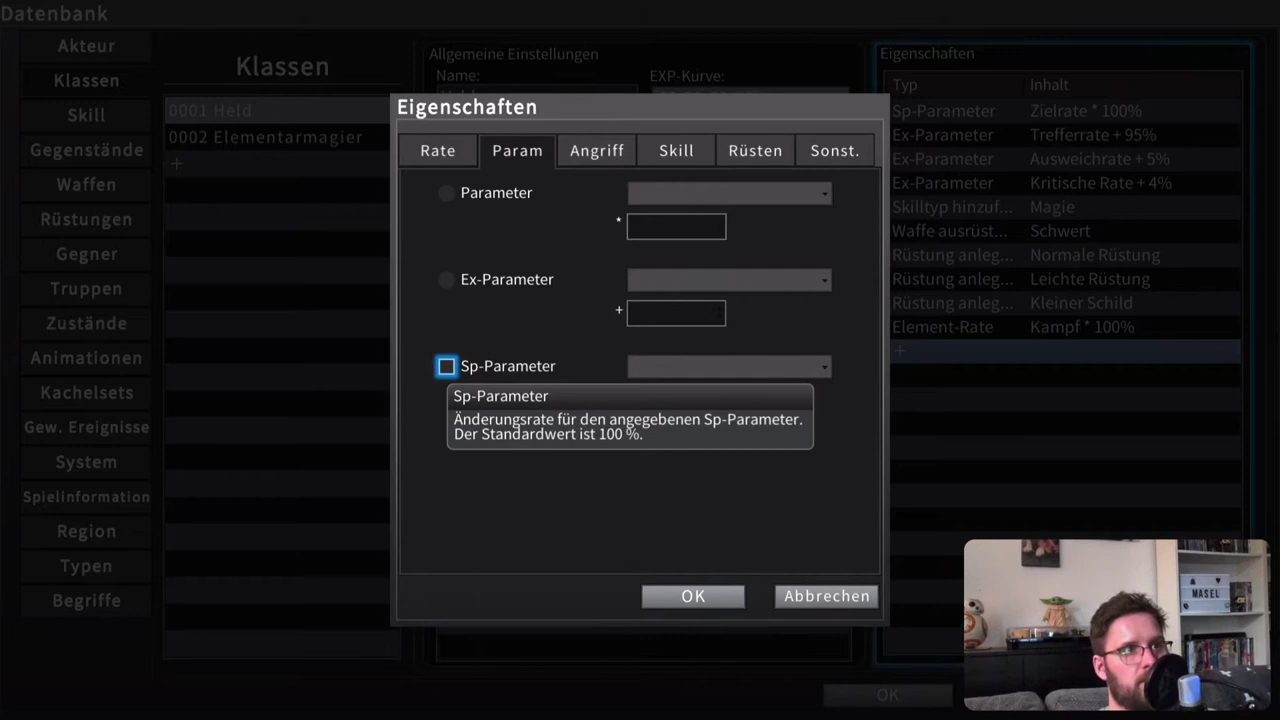 Datenbank
Akteur
Klassen
Skill
Gegenstände
Waffen
Rüstungen
Gegner
Truppen
Zustände
Animationen
Kachelsets
Gew. Ereignisse
System
Spielinformation
Region
Typen
Begriffe
Klassen
0001 Held
0002 Elementarmagier
+
Allgemeine Einstellungen
Name:
EXP-Kurve:
Eigenschaften
Rate
Param
Angriff
Skill
Rüsten
Sonst.
Parameter
*
Ex-Parameter
+
Sp-Parameter
Sp-Parameter
Änderungsrate für den angegebenen Sp-Parameter.
Der Standardwert ist 100 %.
OK
Abbrechen
Eigenschaften
Typ Inhalt
Sp-Parameter Zielrate * 100%
Ex-Parameter Trefferrate + 95%
Ex-Parameter Ausweichrate + 5%
Ex-Parameter Kritische Rate + 4%
Skilltyp hinzuf... Magie
Waffe ausrüst... Schwert
Rüstung anleg... Normale Rüstung
Rüstung anleg... Leichte Rüstung
Rüstung anleg... Kleiner Schild
Element-Rate Kampf * 100%
+
OK
MASEL